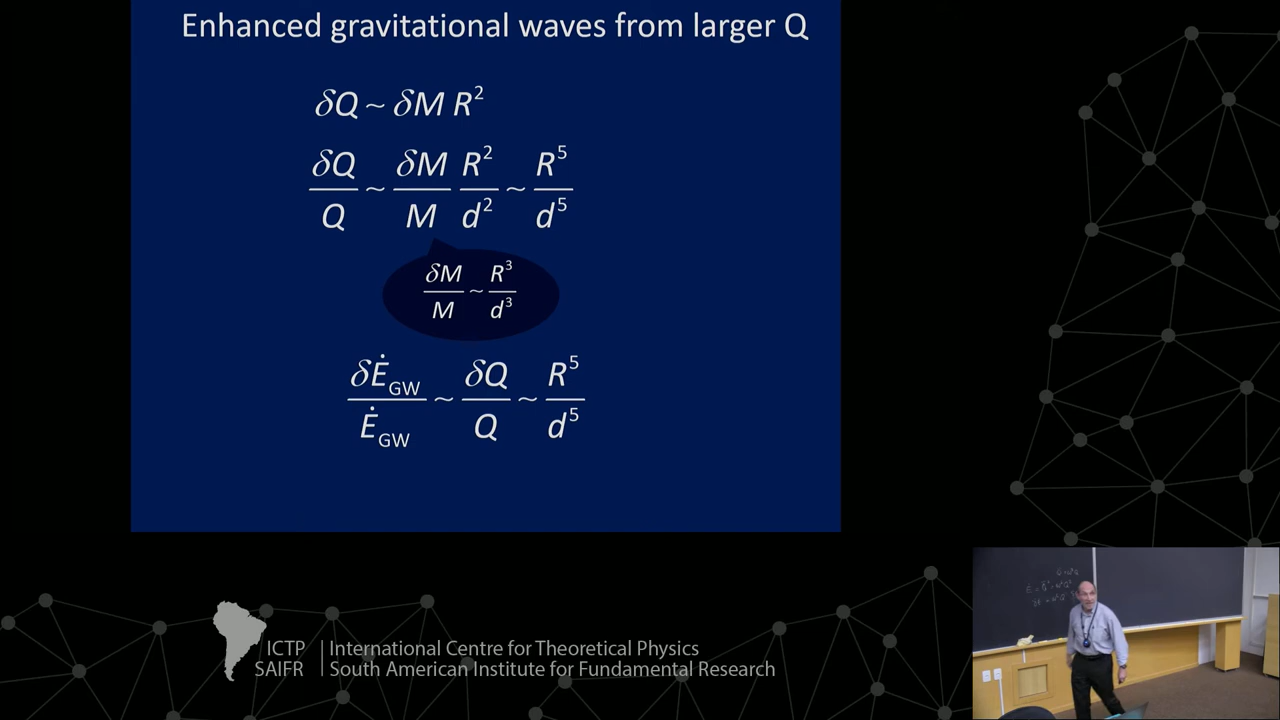 Enhanced gravitational waves from larger Q
δQ ~ δM R²
δQ/Q ~ δM/M R²/d² ~ R⁵/d⁵
δM/M ~ R³/d³
δĖ_GW/Ė_GW ~ δQ/Q ~ R⁵/d⁵
ICTP
SAIFR
International Centre for Theoretical Physics
South American Institute for Fundamental Research